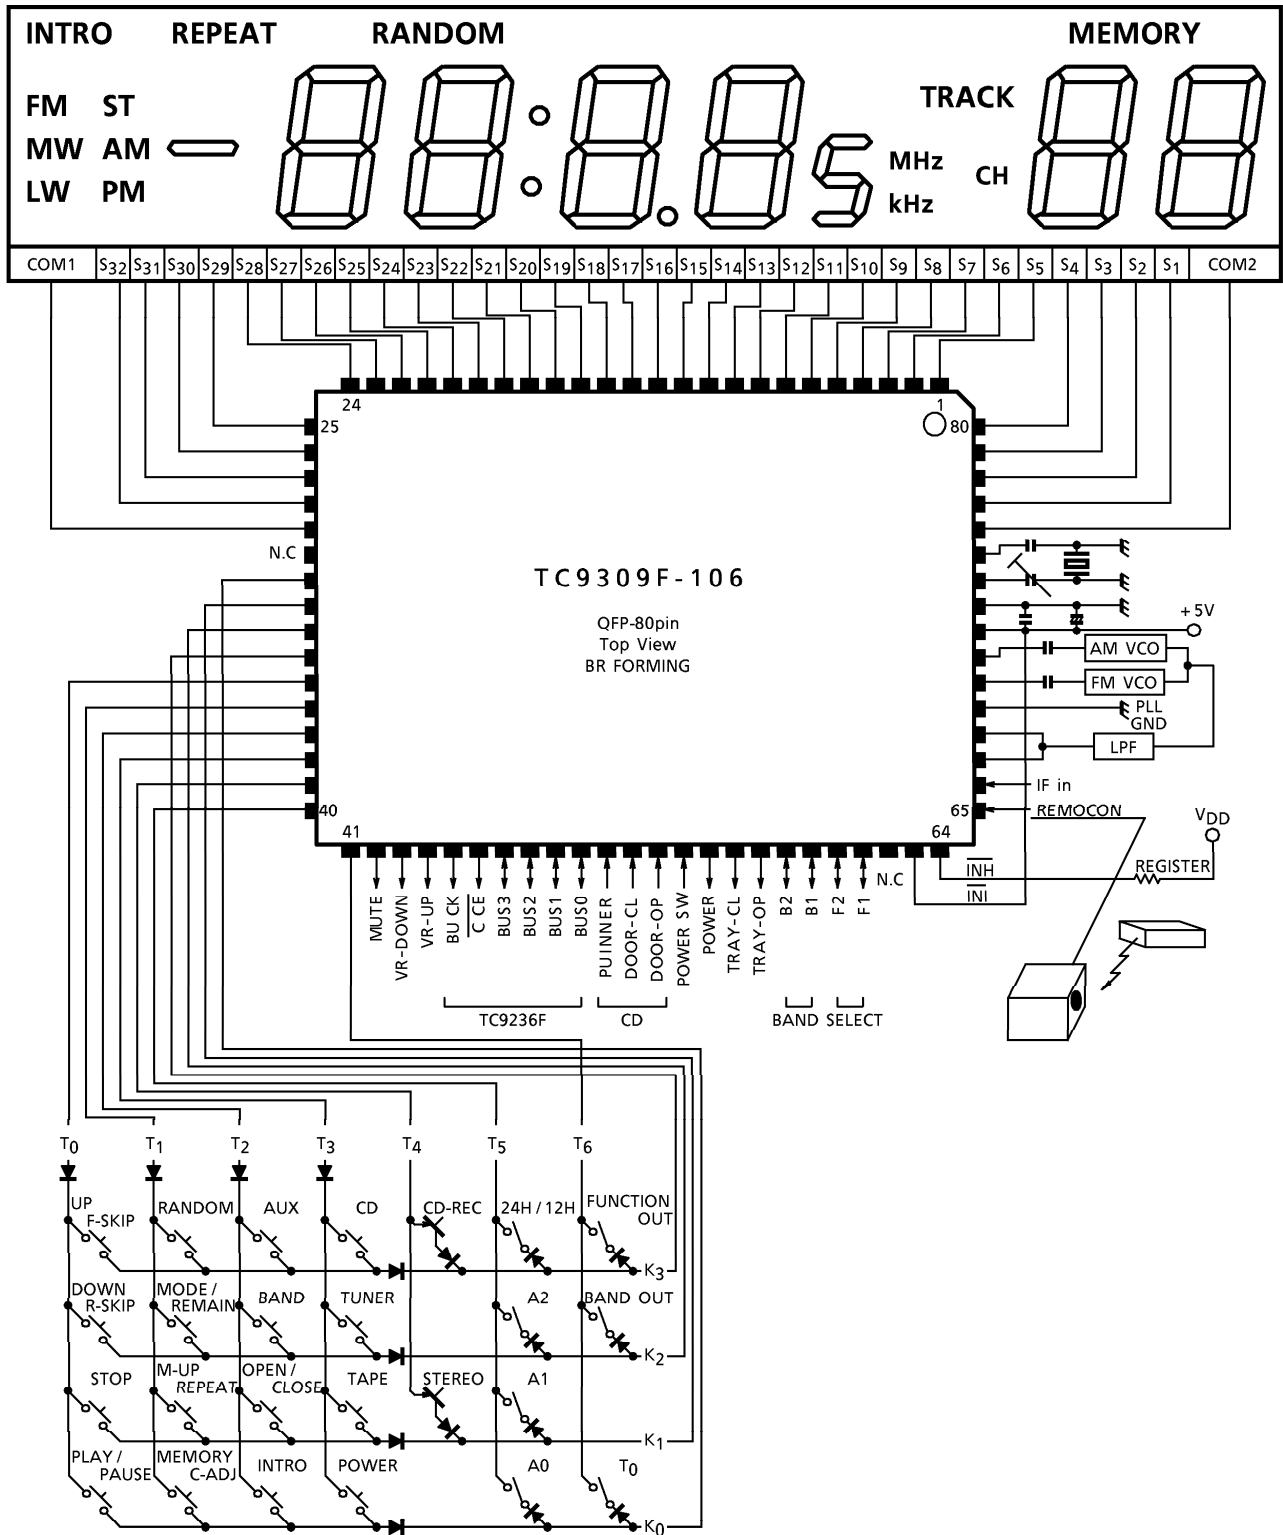 INTRO REPEAT RANDOM MEMORY
FM ST TRACK
MW AM MHz
CH
LW PM kHz
COM1 S32 S31 S30 S29 S28 S27 S26 S25 S24 S23 S22 S21 S20 S19 S18 S17 S16 S15 S14 S13 S12 S11 S10 S9 S8 S7 S6 S5 S4 S3 S2 S1 COM2
24 1
25 80
N.C
TC9309F-106
QFP-80pin
Top View
BR FORMING
+5V
AM VCO
FM VCO
PLL
GND
LPF
IF in
40 65 REMOCON
41 64
VDD
N.C INH REGISTER
INI
MUTE
VR-DOWN
VR-UP
BU CK
C CE
BUS3
BUS2
BUS1
BUS0
PUINNER
DOOR-CL
DOOR-OP
POWER SW
POWER
TRAY-CL
TRAY-OP
B2
B1
F2
F1
TC9236F CD BAND SELECT
T0 T1 T2 T3 T4 T5 T6
UP RANDOM AUX CD CD-REC 24H / 12H FUNCTION
F-SKIP OUT
K3
DOWN MODE / BAND TUNER A2 BAND OUT
R-SKIP REMAIN
K2
STOP M-UP OPEN / TAPE STEREO A1
REPEAT CLOSE
K1
PLAY / MEMORY INTRO POWER A0 T0
PAUSE C-ADJ
K0